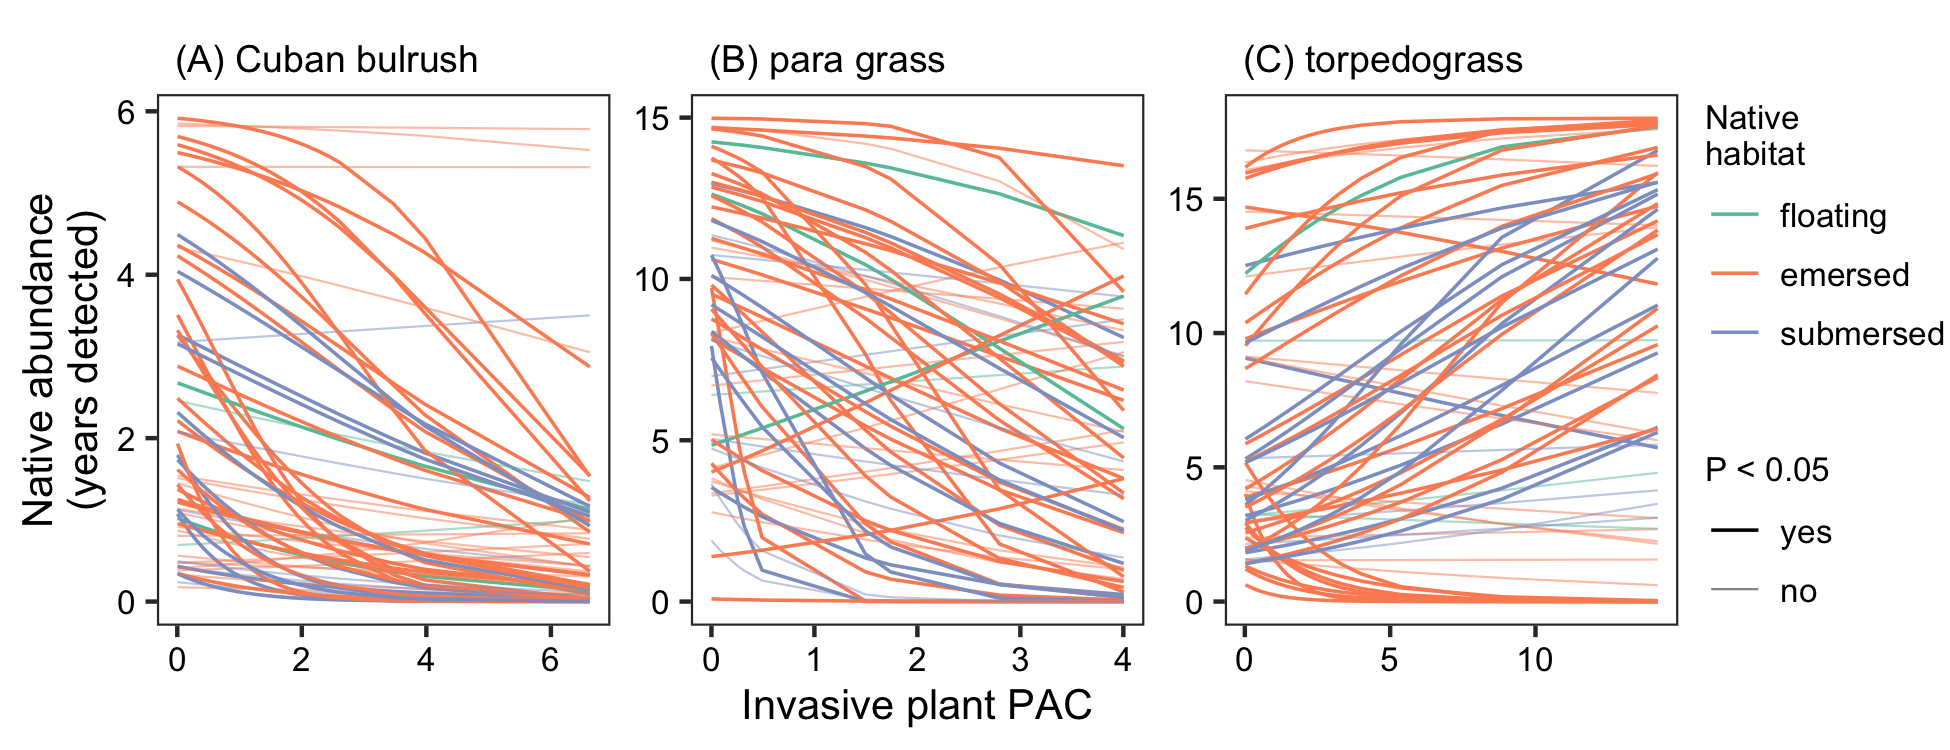 (A) Cuban bulrush
(B) para grass
(C) torpedograss
Native abundance
(years detected)
6
4
2
0
0
2
4
6
15
10
5
0
0
1
2
3
4
15
10
5
0
0
5
10
Invasive plant PAC
Native
habitat
floating
emersed
submersed
P < 0.05
yes
no